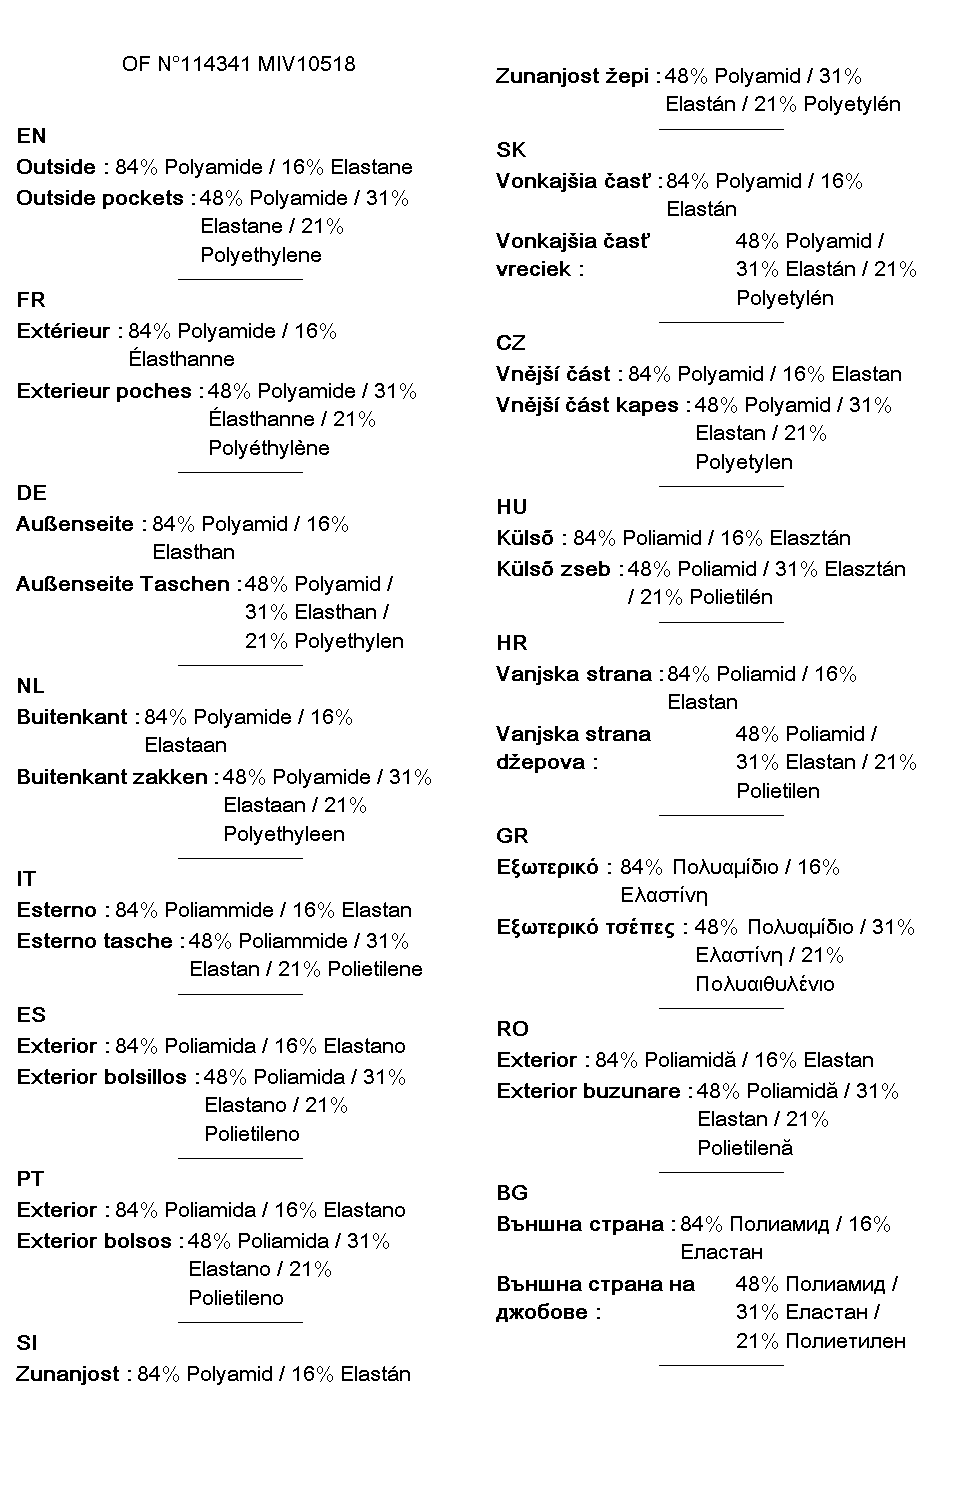 OF N°114341 MIV10518
EN
Outside : 84% Polyamide / 16% Elastane
Outside pockets : 48% Polyamide / 31%
Elastane / 21%
Polyethylene
FR
Extérieur : 84% Polyamide / 16%
Élasthanne
Exterieur poches : 48% Polyamide / 31%
Élasthanne / 21%
Polyéthylène
DE
Außenseite : 84% Polyamid / 16%
Elasthan
Außenseite Taschen : 48% Polyamid /
31% Elasthan /
21% Polyethylen
NL
Buitenkant : 84% Polyamide / 16%
Elastaan
Buitenkant zakken : 48% Polyamide / 31%
Elastaan / 21%
Polyethyleen
IT
Esterno : 84% Poliammide / 16% Elastan
Esterno tasche : 48% Poliammide / 31%
Elastan / 21% Polietilene
ES
Exterior : 84% Poliamida / 16% Elastano
Exterior bolsillos : 48% Poliamida / 31%
Elastano / 21%
Polietileno
PT
Exterior : 84% Poliamida / 16% Elastano
Exterior bolsos : 48% Poliamida / 31%
Elastano / 21%
Polietileno
SI
Zunanjost : 84% Polyamid / 16% Elastán
Zunanjost žepi : 48% Polyamid / 31%
Elastán / 21% Polyetylén
SK
Vonkajšia časť : 84% Polyamid / 16%
Elastán
Vonkajšia časť 48% Polyamid /
vreciek : 31% Elastán / 21%
Polyetylén
CZ
Vnější část : 84% Polyamid / 16% Elastan
Vnější část kapes : 48% Polyamid / 31%
Elastan / 21%
Polyetylen
HU
Külső : 84% Poliamid / 16% Elasztán
Külső zseb : 48% Poliamid / 31% Elasztán
/ 21% Polietilén
HR
Vanjska strana : 84% Poliamid / 16%
Elastan
Vanjska strana 48% Poliamid /
džepova : 31% Elastan / 21%
Polietilen
GR
Εξωτερικό : 84% Πολυαμίδιο / 16%
Ελαστίνη
Εξωτερικό τσέπες : 48% Πολυαμίδιο / 31%
Ελαστίνη / 21%
Πολυαιθυλένιο
RO
Exterior : 84% Poliamidă / 16% Elastan
Exterior buzunare : 48% Poliamidă / 31%
Elastan / 21%
Polietilenă
BG
Външна страна : 84% Полиамид / 16%
Еластан
Външна страна на 48% Полиамид /
джобове : 31% Еластан /
21% Полиетилен